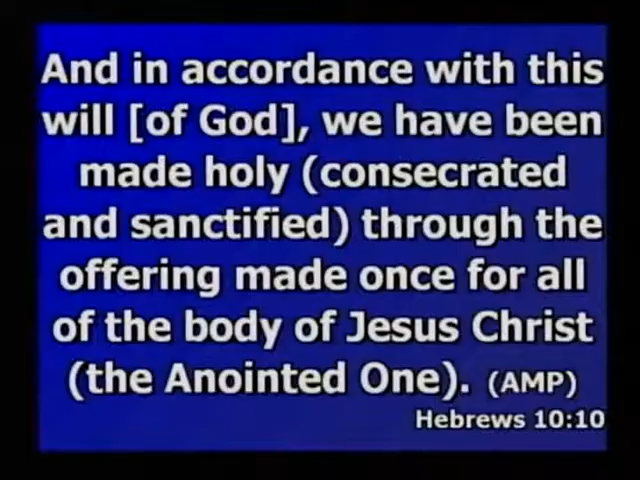 And in accordance with this
will [of God], we have been
made holy (consecrated
and sanctified) through the
offering made once for all
of the body of Jesus Christ
(the Anointed One). (AMP)
Hebrews 10:10